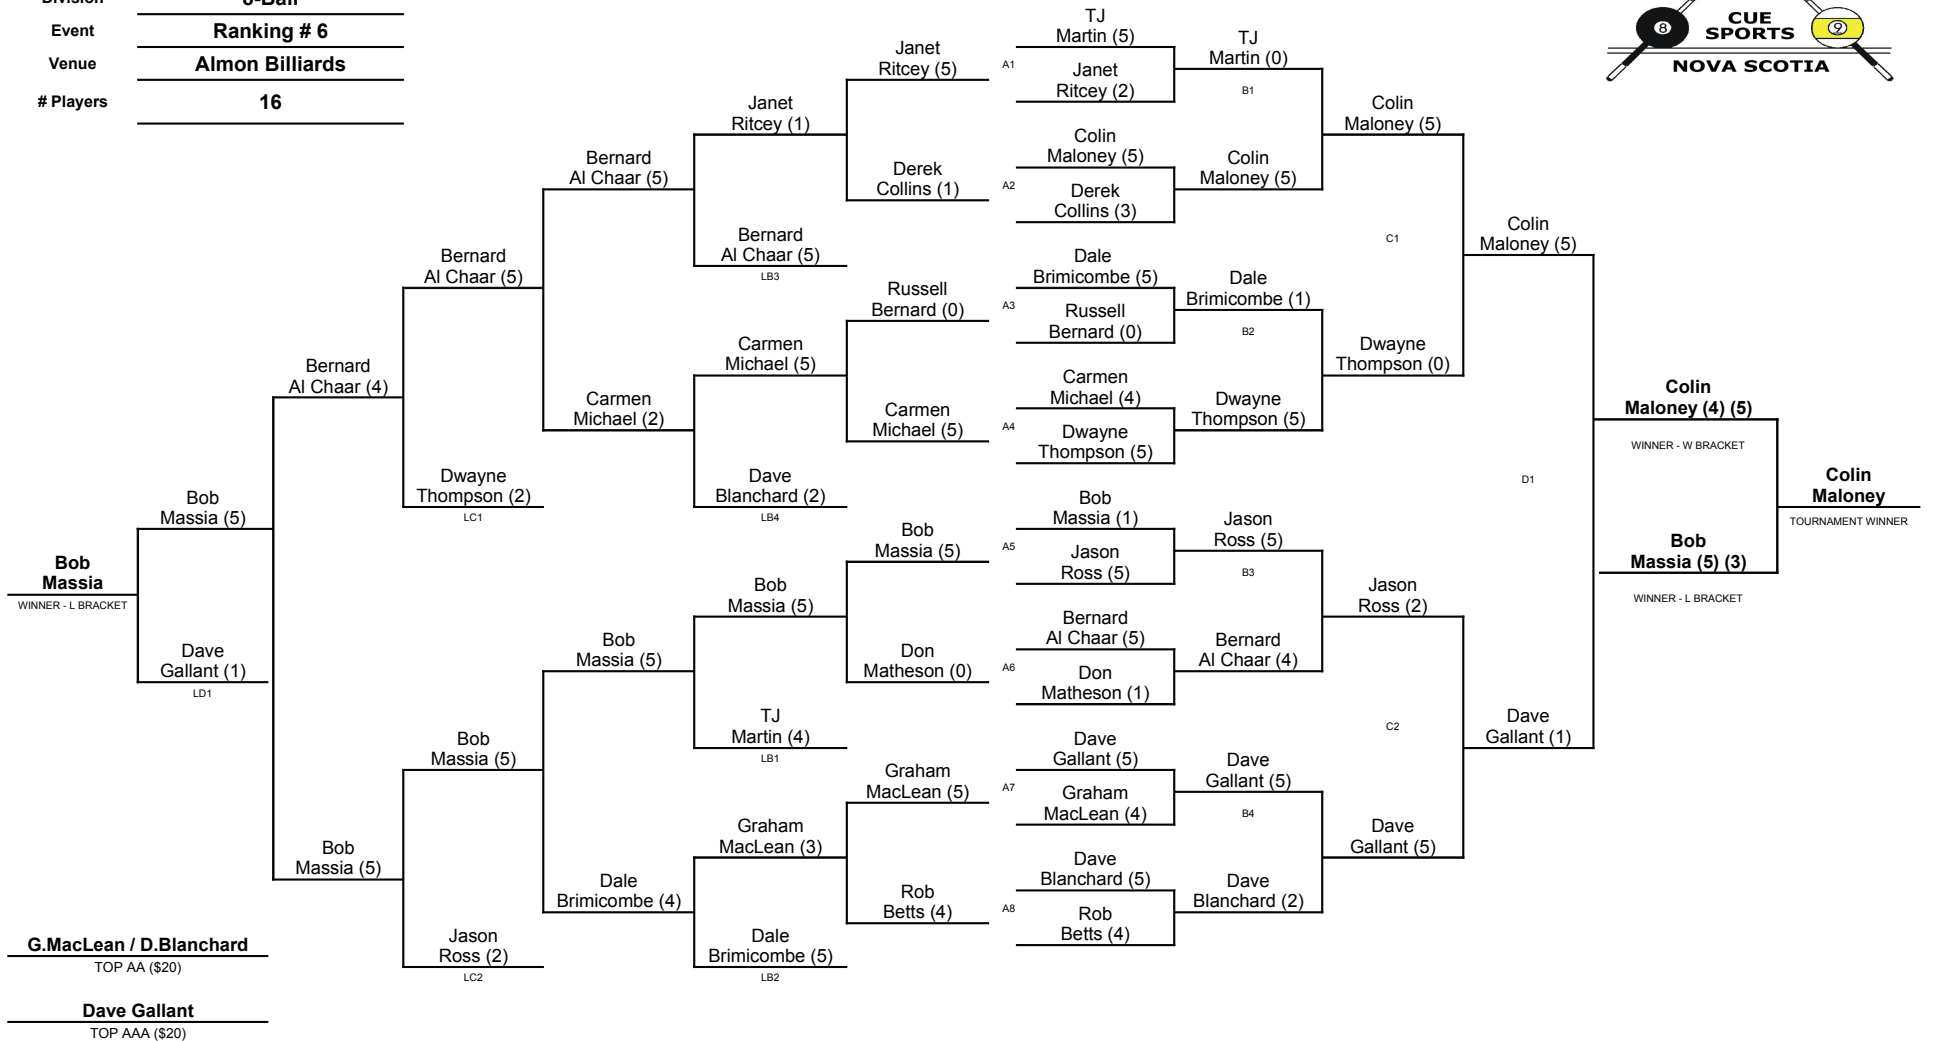 Division
Event
Ranking # 6
Venue
Almon Billiards
# Players
16
8
CUE
SPORTS
9
NOVA SCOTIA
TJ
Martin (5)
A1
Janet
Ritcey (2)
Colin
Maloney (5)
A2
Derek
Collins (3)
Dale
Brimicombe (5)
A3
Russell
Bernard (0)
Carmen
Michael (4)
A4
Dwayne
Thompson (5)
Bob
Massia (1)
A5
Jason
Ross (5)
Bernard
Al Chaar (5)
A6
Don
Matheson (1)
Dave
Gallant (5)
A7
Graham
MacLean (4)
Dave
Blanchard (5)
A8
Rob
Betts (4)
TJ
Martin (0)
B1
Colin
Maloney (5)
Dale
Brimicombe (1)
B2
Dwayne
Thompson (5)
Jason
Ross (5)
B3
Bernard
Al Chaar (4)
Dave
Gallant (5)
B4
Dave
Blanchard (2)
Colin
Maloney (5)
C1
Dwayne
Thompson (0)
Jason
Ross (2)
C2
Dave
Gallant (5)
Colin
Maloney (5)
D1
Dave
Gallant (1)
Colin
Maloney (4) (5)
WINNER - W BRACKET
Bob
Massia (5) (3)
WINNER - L BRACKET
Colin
Maloney
TOURNAMENT WINNER
Janet
Ritcey (5)
Derek
Collins (1)
Russell
Bernard (0)
Carmen
Michael (5)
Bob
Massia (5)
Don
Matheson (0)
Graham
MacLean (5)
Rob
Betts (4)
Janet
Ritcey (1)
Bernard
Al Chaar (5)
LB3
Carmen
Michael (5)
Dave
Blanchard (2)
LB4
Bob
Massia (5)
TJ
Martin (4)
LB1
Graham
MacLean (3)
Dale
Brimicombe (5)
LB2
Bernard
Al Chaar (5)
Carmen
Michael (2)
Bob
Massia (5)
Dale
Brimicombe (4)
Bernard
Al Chaar (5)
Dwayne
Thompson (2)
LC1
Bob
Massia (5)
Jason
Ross (2)
LC2
Bernard
Al Chaar (4)
Bob
Massia (5)
Bob
Massia (5)
Dave
Gallant (1)
LD1
Bob
Massia
WINNER - L BRACKET
G.MacLean / D.Blanchard
TOP AA ($20)
Dave Gallant
TOP AAA ($20)